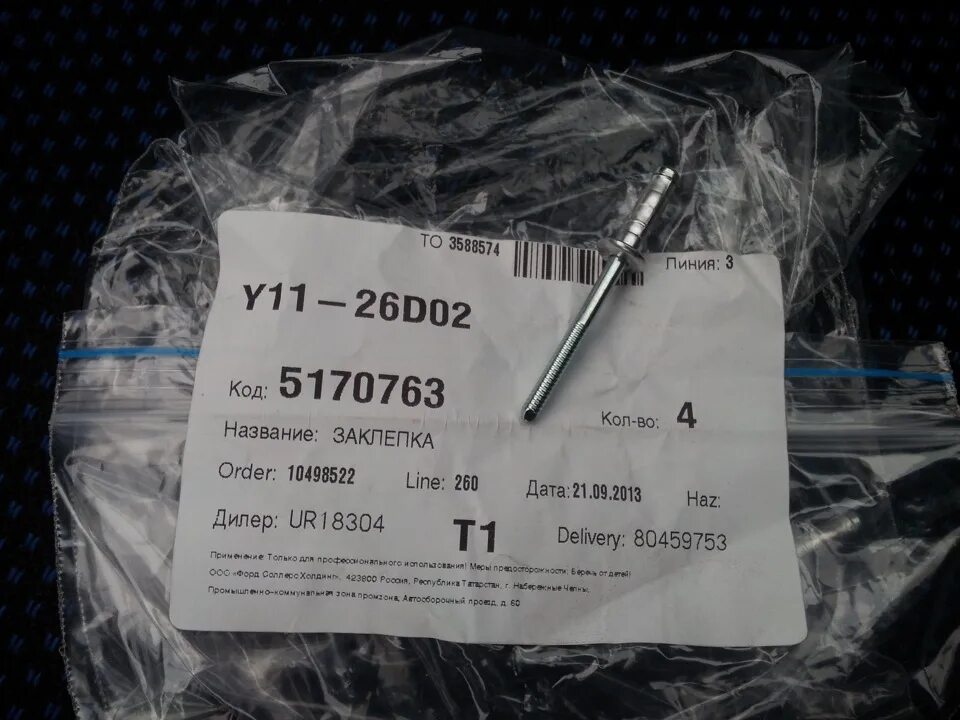 ТО 3588574
Линия: 3
Y11-26D02
Код: 5170763
Кол-во: 4
Название: ЗАКЛЕПКА
Order: 10498522 Line: 260 Дата: 21.09.2013 Haz:
Дилер: UR18304 T1 Delivery: 80459753
Применение: Только для профессионального использования! Меры предосторожности: Беречь от детей!
ООО «Форд Соллерс Холдинг», 423800 Россия, Республика Татарстан, г. Набережные Челны,
Промышленно-коммунальная зона промзона, Автосборочный проезд, д. 60